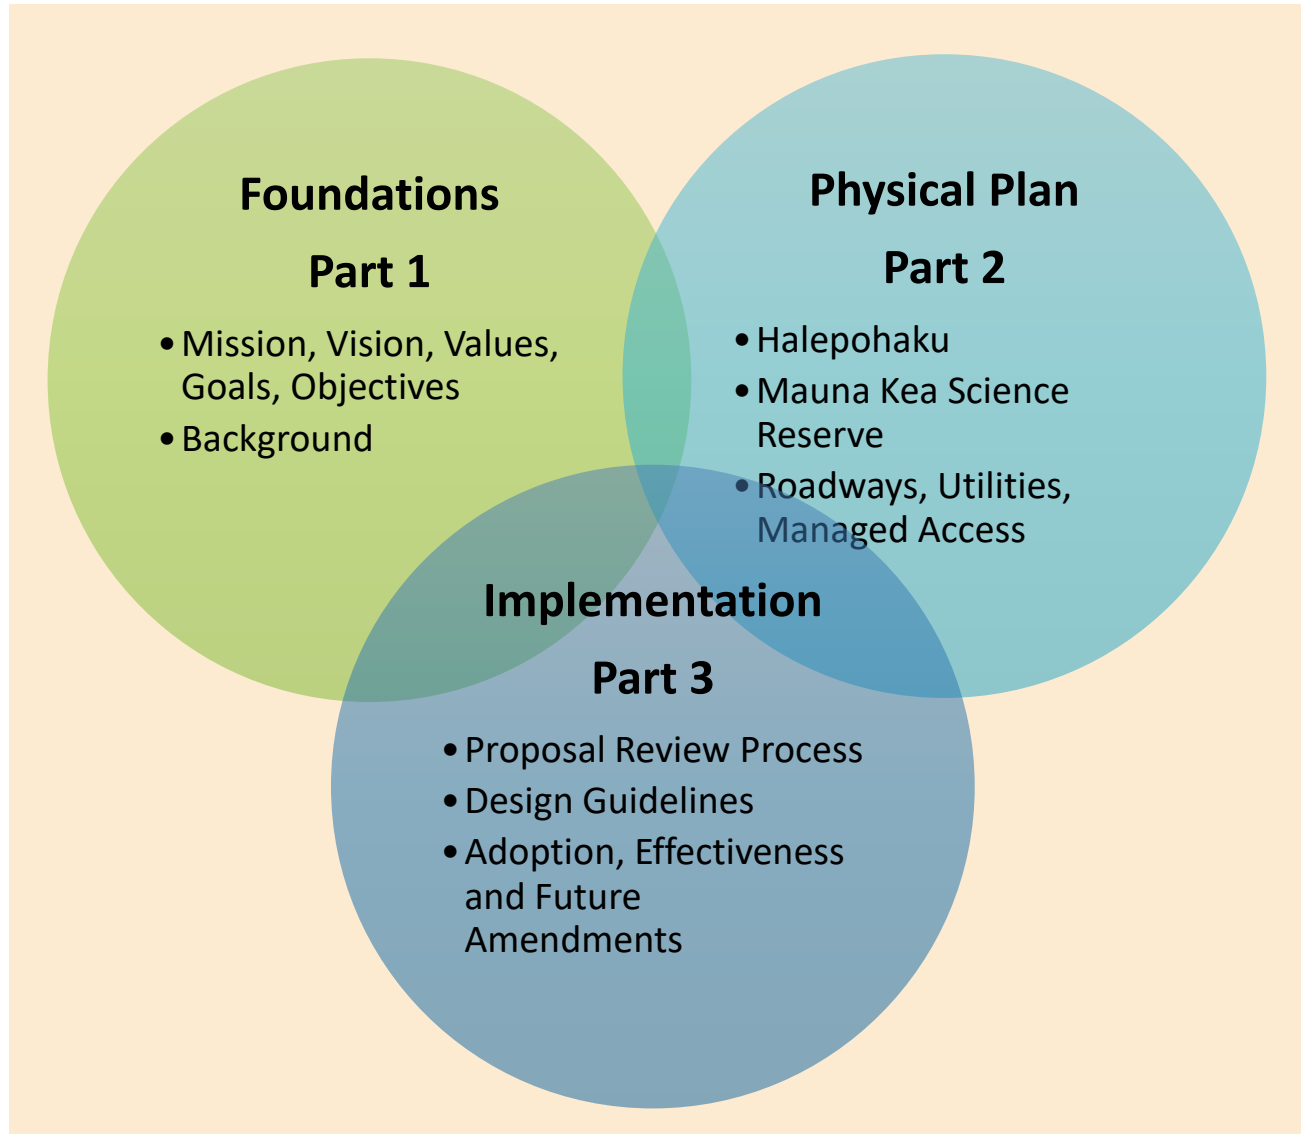 Foundations
Part 1
• Mission, Vision, Values,
Goals, Objectives
• Background
Physical Plan
Part 2
• Halepohaku
• Mauna Kea Science
Reserve
• Roadways, Utilities,
Managed Access
Implementation
Part 3
• Proposal Review Process
• Design Guidelines
• Adoption, Effectiveness
and Future
Amendments